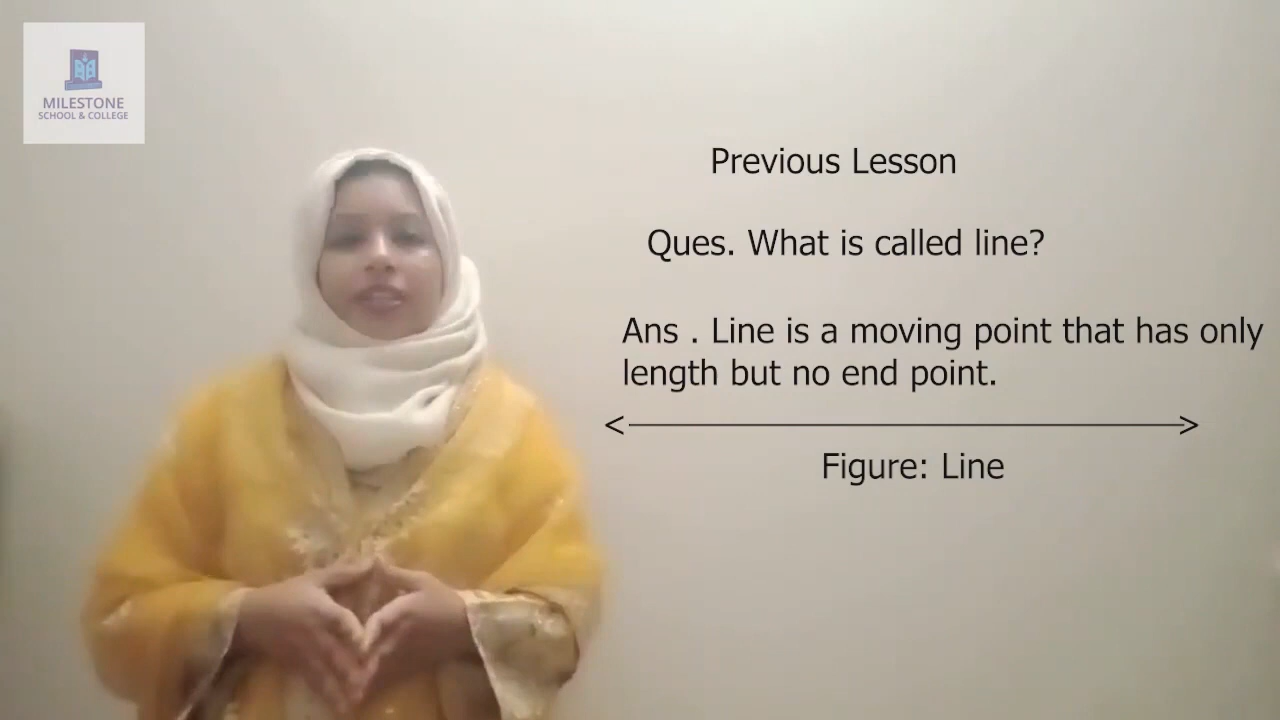 MILESTONE
SCHOOL & COLLEGE
Previous Lesson
Ques. What is called line?
Ans . Line is a moving point that has only
length but no end point.
Figure: Line